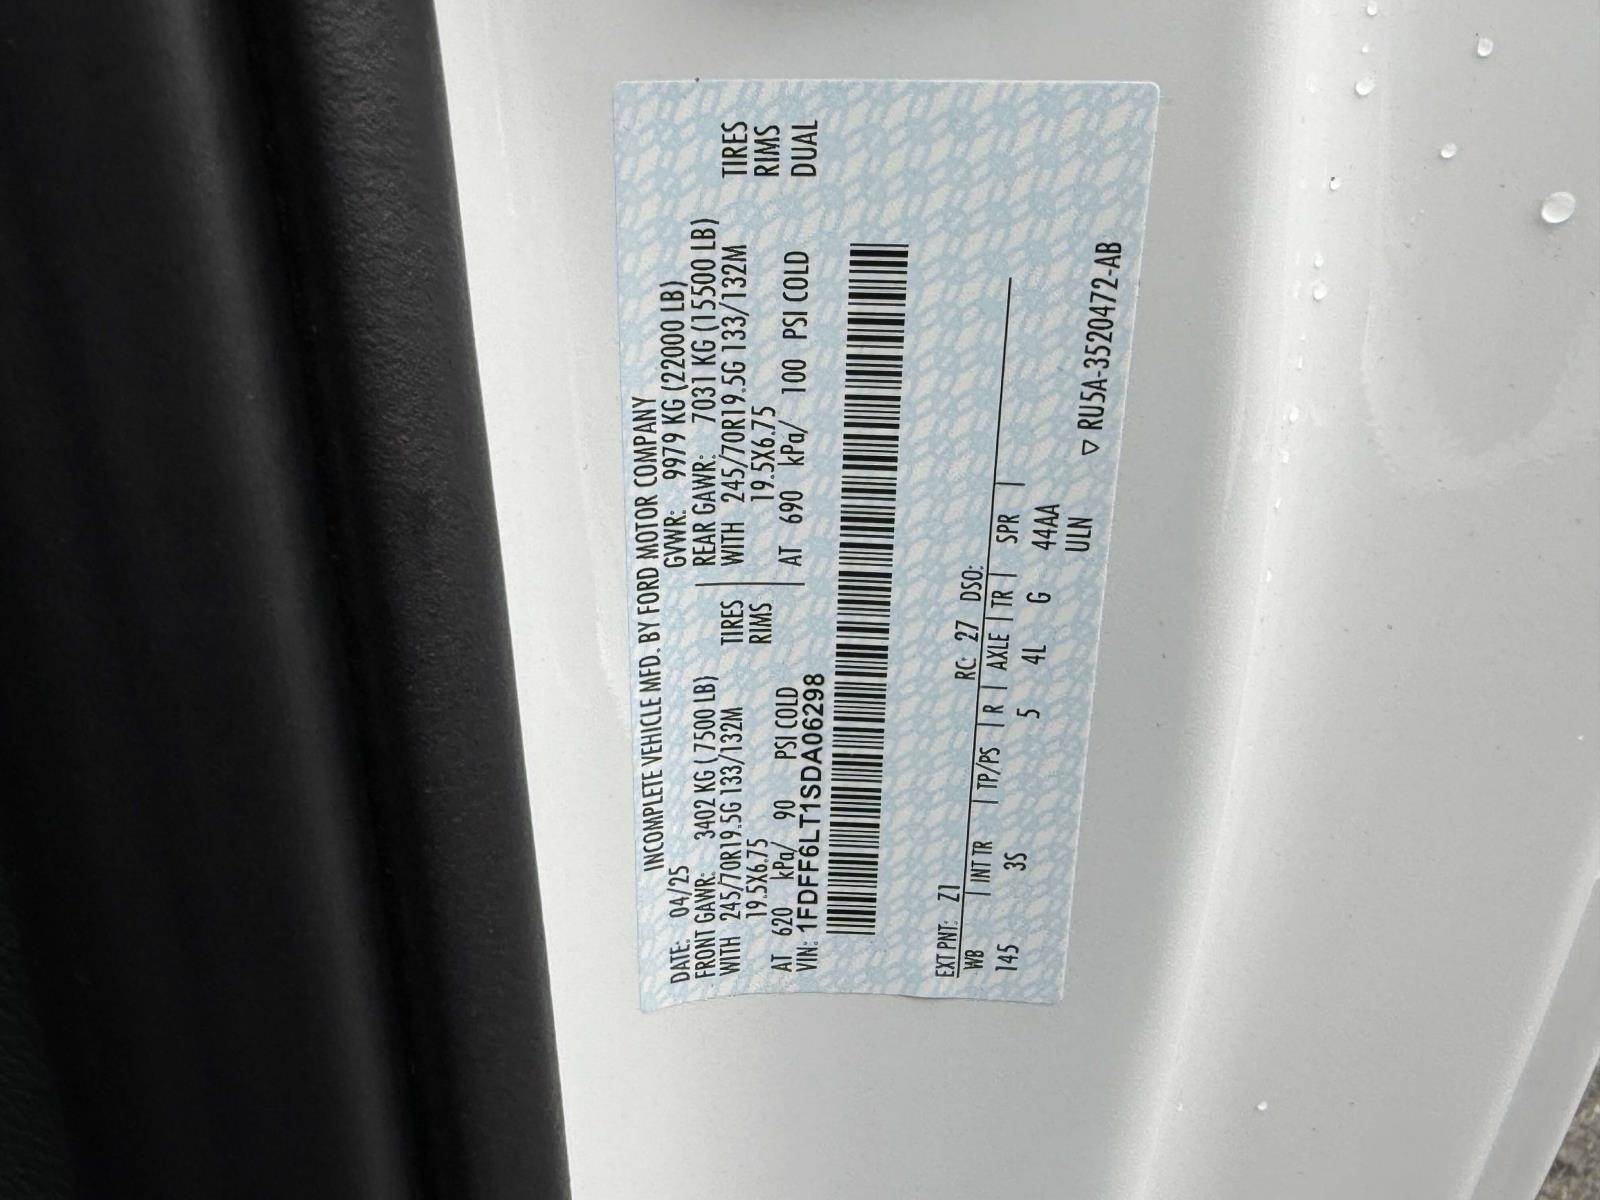 INCOMPLETE VEHICLE MFD. BY FORD MOTOR COMPANY
DATE: 04/25 GVWR: 9979 KG (22000 LB)
FRONT GAWR: 3402 KG (7500 LB) REAR GAWR: 7031 KG (15500 LB)
WITH 245/70R19.5G 133/132M TIRES WITH 245/70R19.5G 133/132M TIRES
19.5X6.75 RIMS 19.5X6.75 RIMS
AT 620 kPa/ 90 PSI COLD AT 690 kPa/ 100 PSI COLD DUAL
VIN: 1FDFF6LT1SDA06298
EXT PNT: Z1 RC: 27 DSO:
WB INT TR TP/PS R AXLE TR SPR
145 3S 5 4L G 44AA
ULN
▽ RU5A-3520472-AB